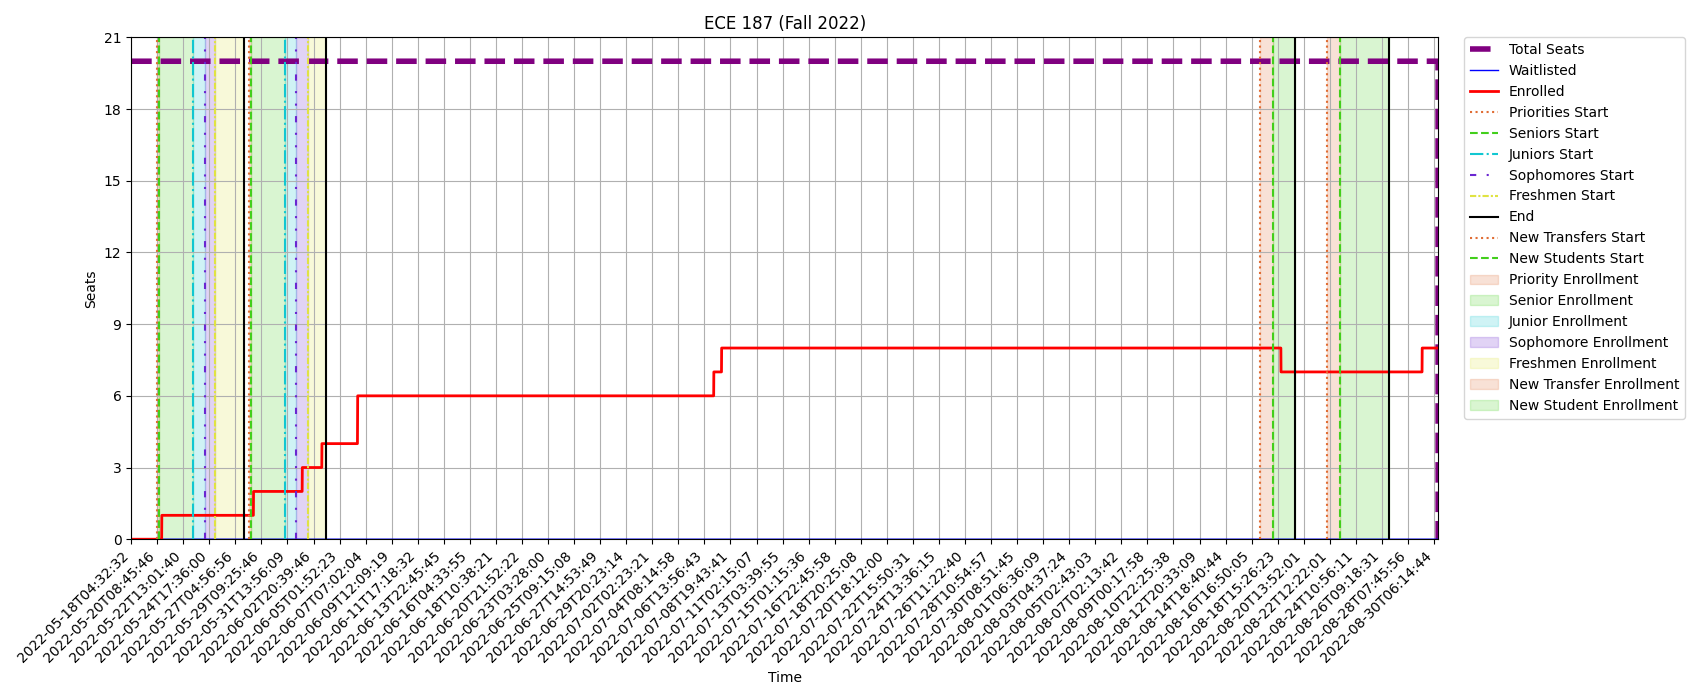 ECE 187 (Fall 2022)
21
18
15
12
9
6
3
0
Seats
2022-05-18T04:32:32
2022-05-20T08:45:46
2022-05-22T13:01:40
2022-05-24T17:36:00
2022-05-27T04:56:56
2022-05-29T09:25:46
2022-05-31T13:56:09
2022-06-02T20:39:46
2022-06-05T01:52:23
2022-06-07T07:02:04
2022-06-09T12:09:19
2022-06-11T17:18:32
2022-06-13T22:45:45
2022-06-16T04:33:55
2022-06-18T10:38:21
2022-06-20T21:52:22
2022-06-23T03:28:00
2022-06-25T09:15:08
2022-06-27T14:53:49
2022-06-29T20:23:14
2022-07-02T02:23:21
2022-07-04T08:14:58
2022-07-06T13:56:43
2022-07-08T19:43:41
2022-07-11T02:15:07
2022-07-13T03:39:55
2022-07-15T01:15:36
2022-07-16T22:45:58
2022-07-18T20:25:08
2022-07-20T18:12:00
2022-07-22T15:50:31
2022-07-24T13:36:15
2022-07-26T11:22:40
2022-07-28T10:54:57
2022-07-30T08:51:45
2022-08-01T06:36:09
2022-08-03T04:37:24
2022-08-05T02:43:03
2022-08-07T02:13:42
2022-08-09T00:17:58
2022-08-10T22:25:38
2022-08-12T20:33:09
2022-08-14T18:40:44
2022-08-16T16:50:05
2022-08-18T15:26:23
2022-08-20T13:52:01
2022-08-22T12:22:01
2022-08-24T10:56:11
2022-08-26T09:18:31
2022-08-28T07:45:56
2022-08-30T06:14:44
Time
Total Seats
Waitlisted
Enrolled
Priorities Start
Seniors Start
Juniors Start
Sophomores Start
Freshmen Start
End
New Transfers Start
New Students Start
Priority Enrollment
Senior Enrollment
Junior Enrollment
Sophomore Enrollment
Freshmen Enrollment
New Transfer Enrollment
New Student Enrollment